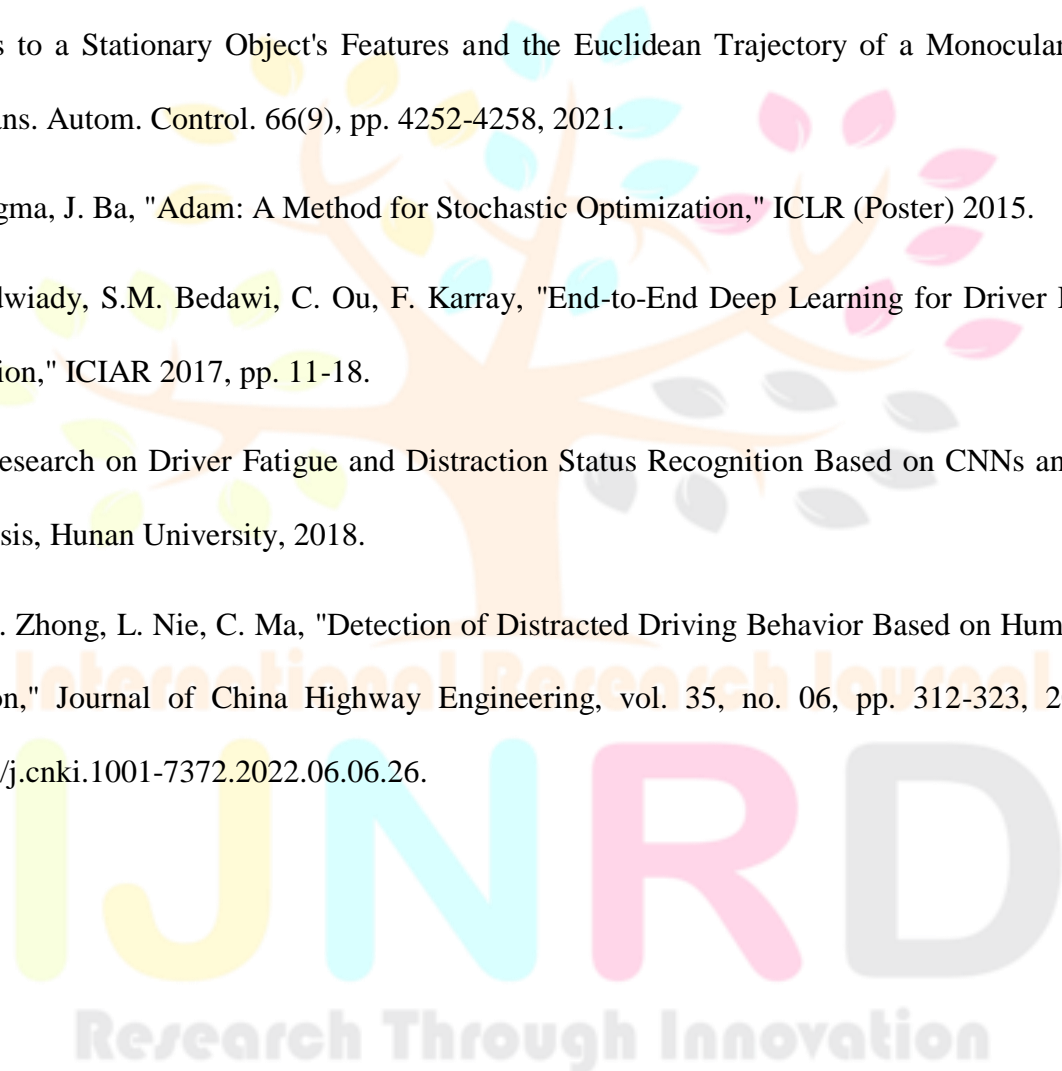 s to a Stationary Object's Features and the Euclidean Trajectory of a Monocular
ns. Autom. Control. 66(9), pp. 4252-4258, 2021.
gma, J. Ba, "Adam: A Method for Stochastic Optimization," ICLR (Poster) 2015.
lwiady, S.M. Bedawi, C. Ou, F. Karray, "End-to-End Deep Learning for Driver
ion," ICIAR 2017, pp. 11-18.
esearch on Driver Fatigue and Distraction Status Recognition Based on CNNs an
sis, Hunan University, 2018.
. Zhong, L. Nie, C. Ma, "Detection of Distracted Driving Behavior Based on Hum
on," Journal of China Highway Engineering, vol. 35, no. 06, pp. 312-323, 2
/j.cnki.1001-7372.2022.06.06.26.
International Research Journal
IJNRD
Research Through Innovation